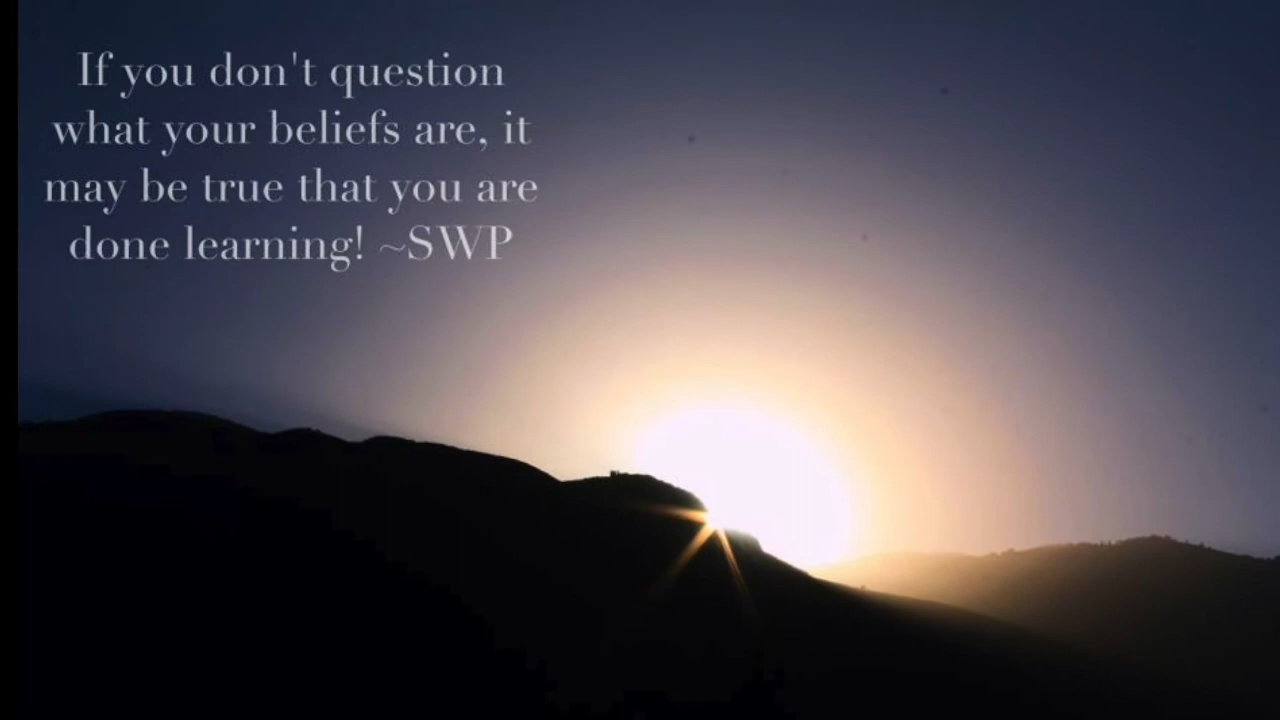 If you don't question
what your beliefs are, it
may be true that you are
done learning! ~SWP